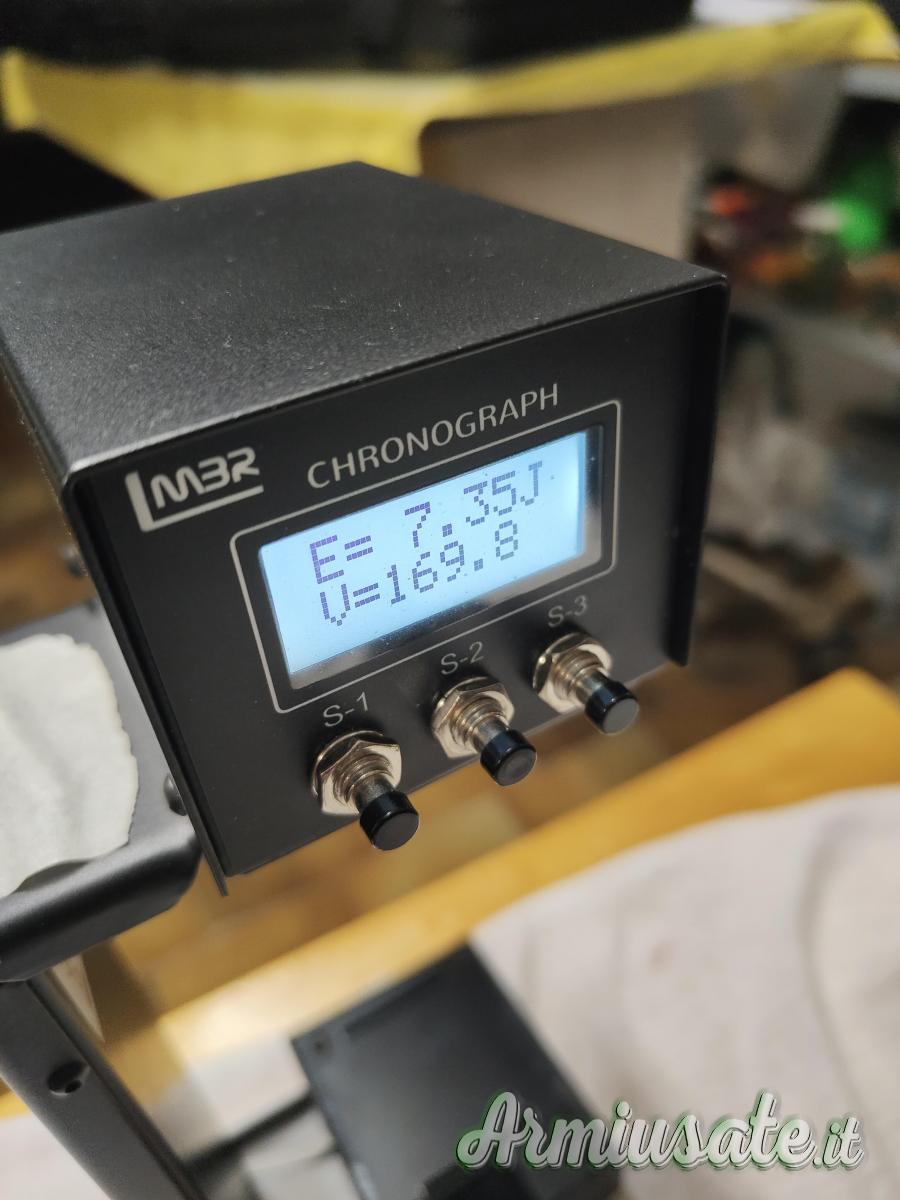 LMBR
CHRONOGRAPH
E= 7.35J
V=169.8
S-1 S-2 S-3
Armiusate.it